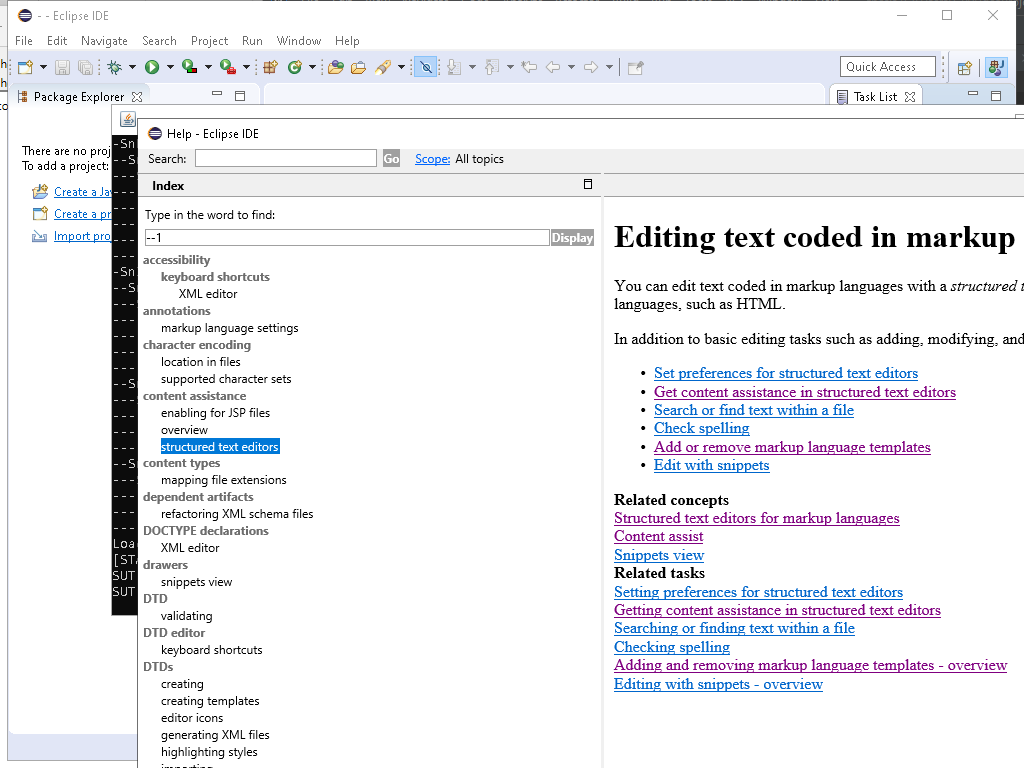 - - Eclipse IDE
File Edit Navigate Search Project Run Window Help
Quick Access
Package Explorer
Task List
There are no proj
To add a project:
Create a Ja
Create a pr
Import proj
Loa
[STA
SUT
SUT
Help - Eclipse IDE
Search: Go Scope: All topics
Index
Type in the word to find:
--1 Display
accessibility
keyboard shortcuts
XML editor
annotations
markup language settings
character encoding
location in files
supported character sets
content assistance
enabling for JSP files
overview
structured text editors
content types
mapping file extensions
dependent artifacts
refactoring XML schema files
DOCTYPE declarations
XML editor
drawers
snippets view
DTD
validating
DTD editor
keyboard shortcuts
DTDs
creating
creating templates
editor icons
generating XML files
highlighting styles
importing
Editing text coded in markup
You can edit text coded in markup languages with a structured t
languages, such as HTML.
In addition to basic editing tasks such as adding, modifying, and
• Set preferences for structured text editors
• Get content assistance in structured text editors
• Search or find text within a file
• Check spelling
• Add or remove markup language templates
• Edit with snippets
Related concepts
Structured text editors for markup languages
Content assist
Snippets view
Related tasks
Setting preferences for structured text editors
Getting content assistance in structured text editors
Searching or finding text within a file
Checking spelling
Adding and removing markup language templates - overview
Editing with snippets - overview